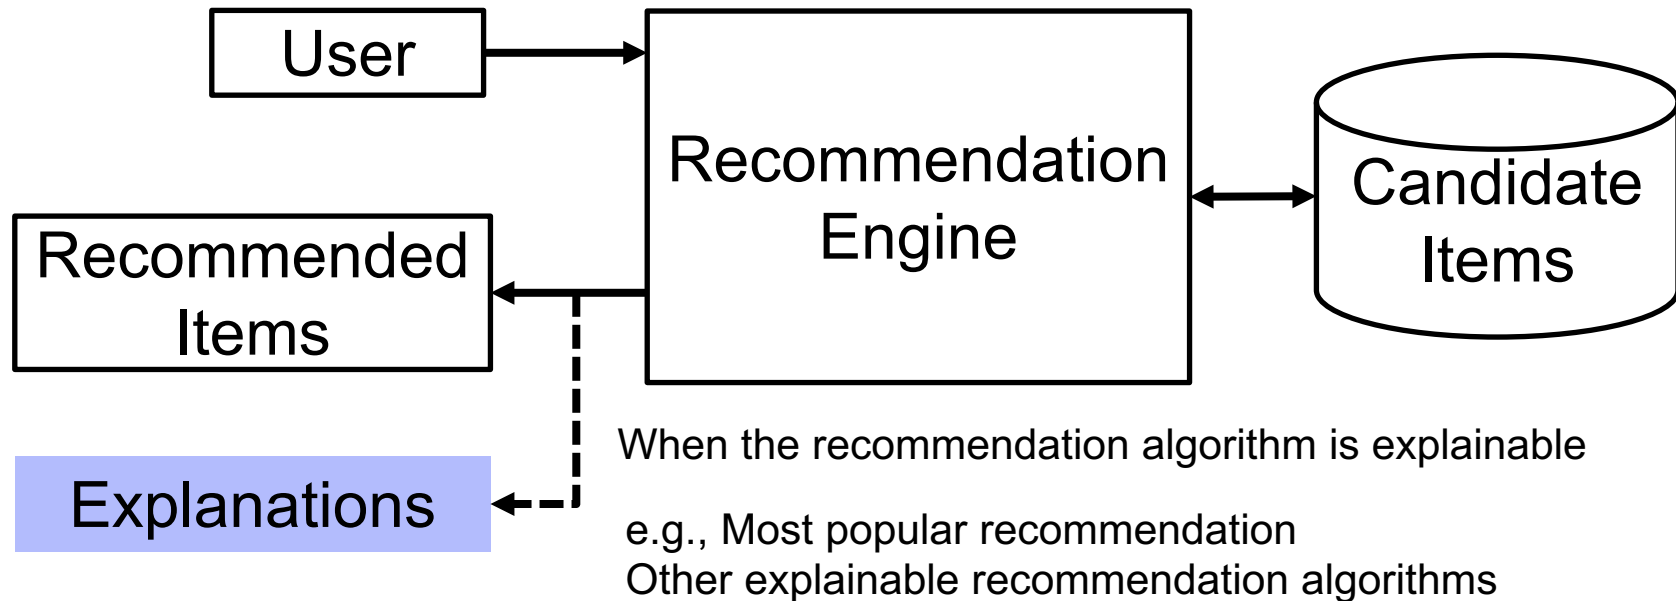 User
Recommendation
Engine
Candidate
Items
Recommended
Items
Explanations
When the recommendation algorithm is explainable
e.g., Most popular recommendation
Other explainable recommendation algorithms